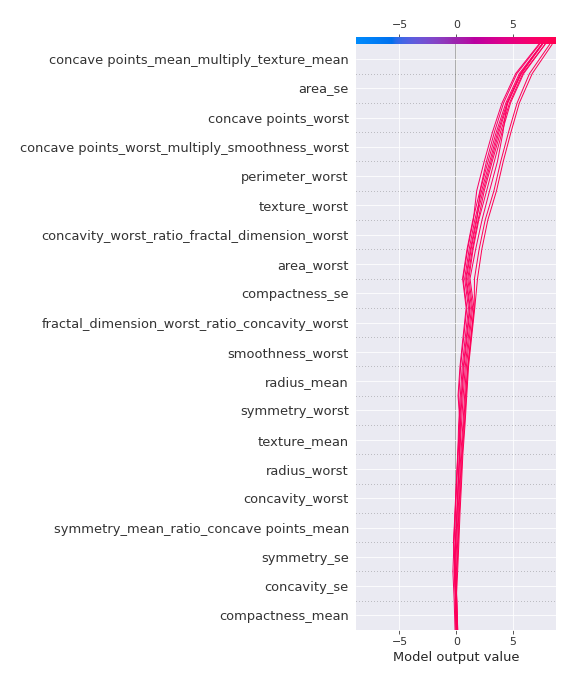 −5 0 5
concave points_mean_multiply_texture_mean
area_se
concave points_worst
concave points_worst_multiply_smoothness_worst
perimeter_worst
texture_worst
concavity_worst_ratio_fractal_dimension_worst
area_worst
compactness_se
fractal_dimension_worst_ratio_concavity_worst
smoothness_worst
radius_mean
symmetry_worst
texture_mean
radius_worst
concavity_worst
symmetry_mean_ratio_concave points_mean
symmetry_se
concavity_se
compactness_mean
−5 0 5
Model output value